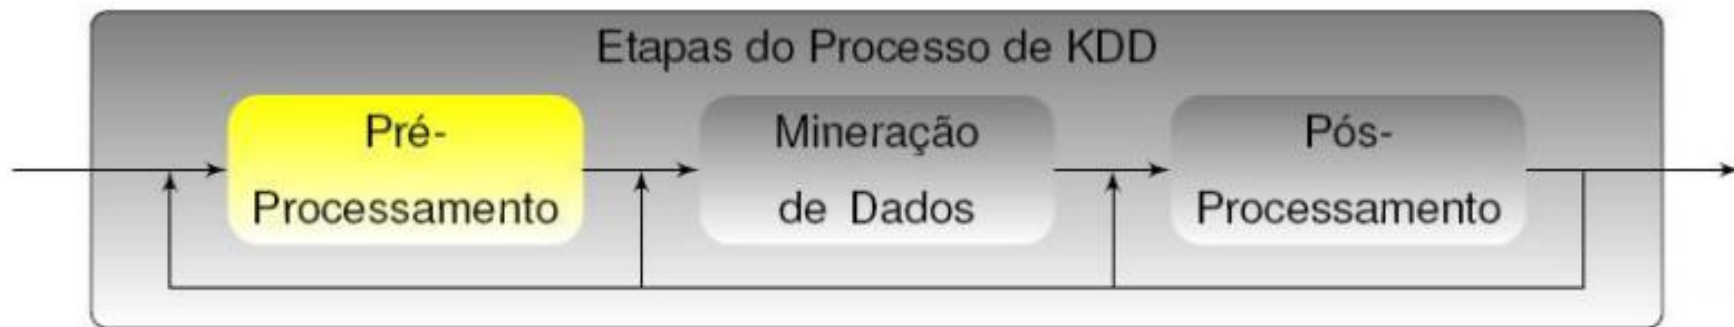 Etapas do Processo de KDD
Pré-
Processamento
Mineração
de Dados
Pós-
Processamento